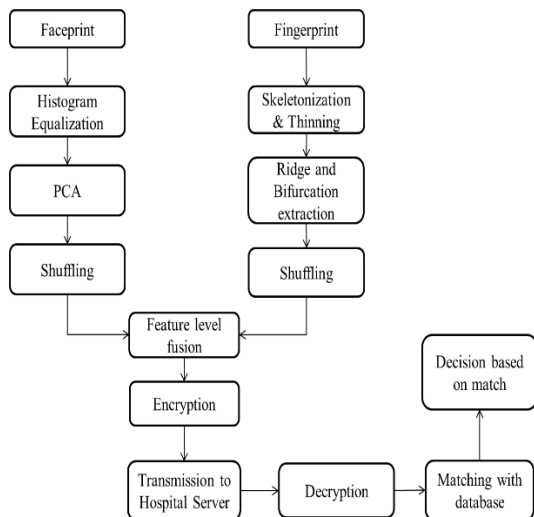 Faceprint
Fingerprint
Histogram
Equalization
Skeletonization
& Thinning
PCA
Ridge and
Bifurcation
extraction
Shuffling
Shuffling
Feature level
fusion
Decision based
on match
Encryption
Transmission to
Hospital Server
Decryption
Matching with
database